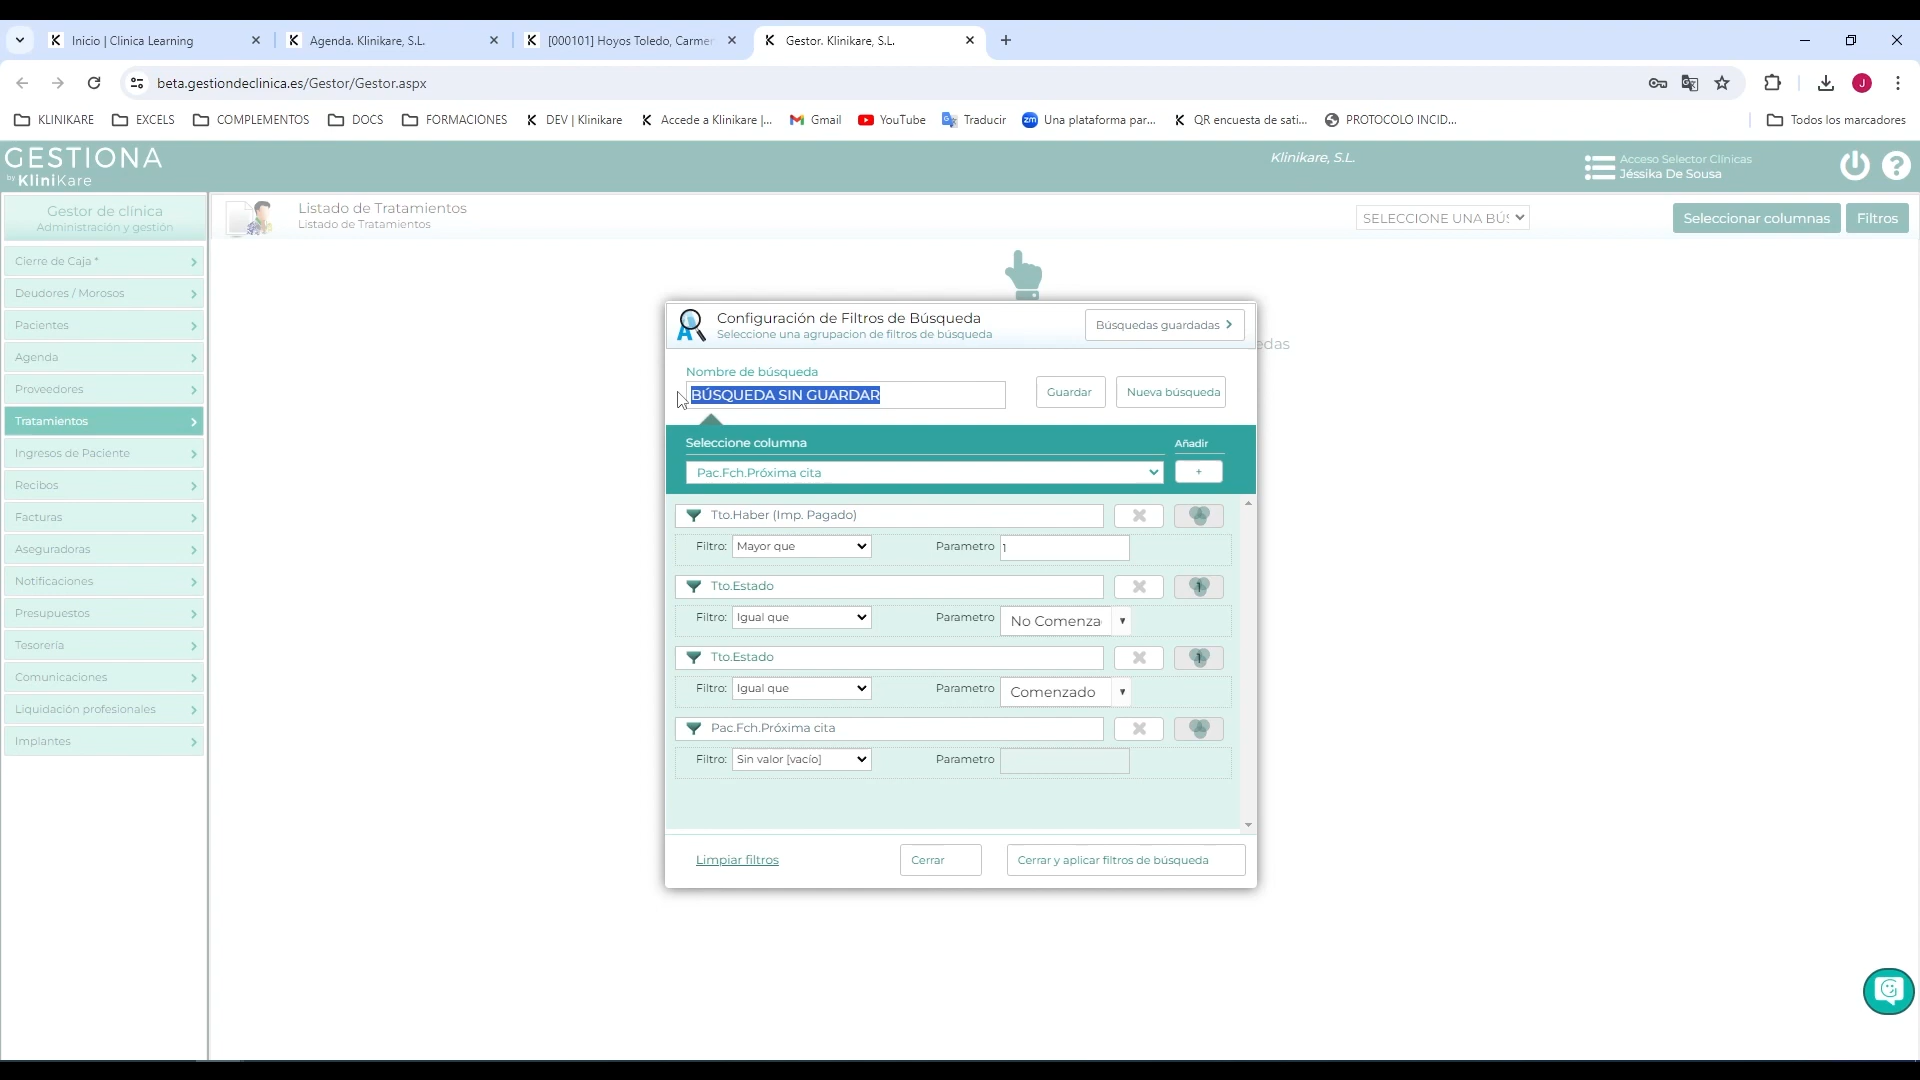 Inicio | Clinica Learning
Agenda. Klinikare, S.L.
[000101] Hoyos Toledo, Carmen
Gestor. Klinikare, S.L.
beta.gestiondeclinica.es/Gestor/Gestor.aspx
J
KLINIKARE
EXCELS
COMPLEMENTOS
DOCS
FORMACIONES
DEV | Klinikare
Accede a Klinikare |...
Gmail
YouTube
Traducir
Una plataforma par...
QR encuesta de sati...
PROTOCOLO INCID...
Todos los marcadores
GESTIONA
by KliniKare
Klinikare, S.L.
Acceso Selector Clínicas
Jéssika De Sousa
Gestor de clínica
Administración y gestión
Listado de Tratamientos
Listado de Tratamientos
SELECCIONE UNA BÚS
Seleccionar columnas
Filtros
Cierre de Caja *
Deudores / Morosos
Pacientes
Agenda
Proveedores
Tratamientos
Ingresos de Paciente
Recibos
Facturas
Aseguradoras
Notificaciones
Presupuestos
Tesorería
Comunicaciones
Liquidación profesionales
Implantes
edas
Configuración de Filtros de Búsqueda
Seleccione una agrupacion de filtros de búsqueda
Búsquedas guardadas
Nombre de búsqueda
BÚSQUEDA SIN GUARDAR
Guardar
Nueva búsqueda
Seleccione columna
Añadir
Pac.Fch.Próxima cita
+
Tto.Haber (Imp. Pagado)
Filtro: Mayor que Parametro 1
Tto.Estado
1
Filtro: Igual que Parametro No Comenza
Tto.Estado
1
Filtro: Igual que Parametro Comenzado
Pac.Fch.Próxima cita
Filtro: Sin valor [vacío] Parametro
Limpiar filtros
Cerrar
Cerrar y aplicar filtros de búsqueda